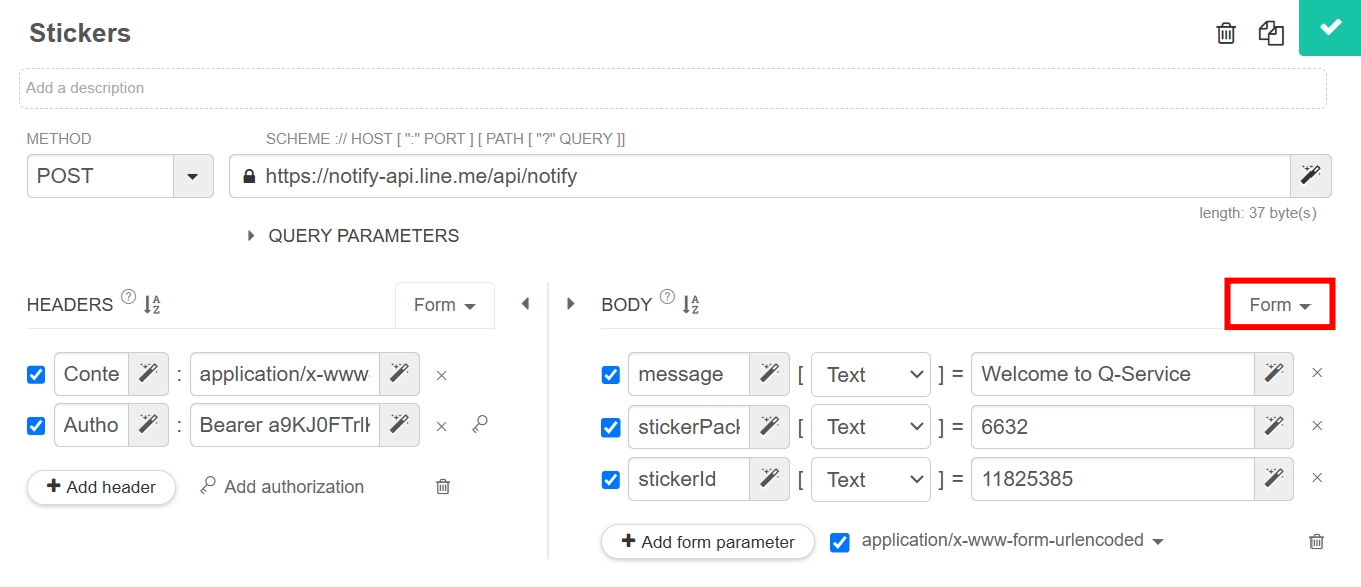 Stickers
Add a description
METHOD
SCHEME :// HOST [ ":" PORT ] [ PATH [ "?" QUERY ]]
POST
https://notify-api.line.me/api/notify
length: 37 byte(s)
QUERY PARAMETERS
HEADERS ? A Z Form
Conte : application/x-www- ×
Autho : Bearer a9KJ0FTrlK ×
+ Add header Add authorization
BODY ? A Z Form
message [ Text ] = Welcome to Q-Service ×
stickerPack [ Text ] = 6632 ×
stickerId [ Text ] = 11825385 ×
+ Add form parameter application/x-www-form-urlencoded